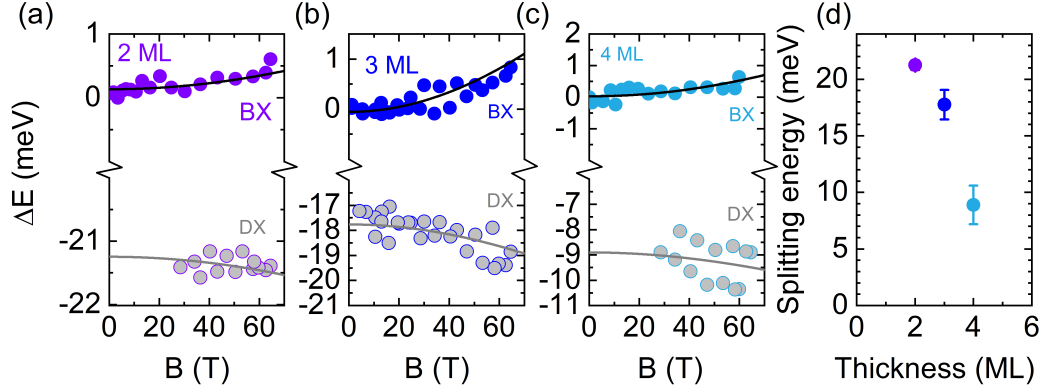 (a)
(b)
(c)
(d)
ΔE (meV)
1
0
-21
-22
2 ML
BX
DX
0 20 40 60
B (T)
2
1
0
-1
-17
-18
-19
-20
-21
3 ML
BX
DX
0 20 40 60
B (T)
2
1
0
-1
-7
-8
-9
-10
-11
4 ML
BX
DX
0 20 40 60
B (T)
Splitting energy (meV)
20
15
10
5
0
0 2 4 6
Thickness (ML)